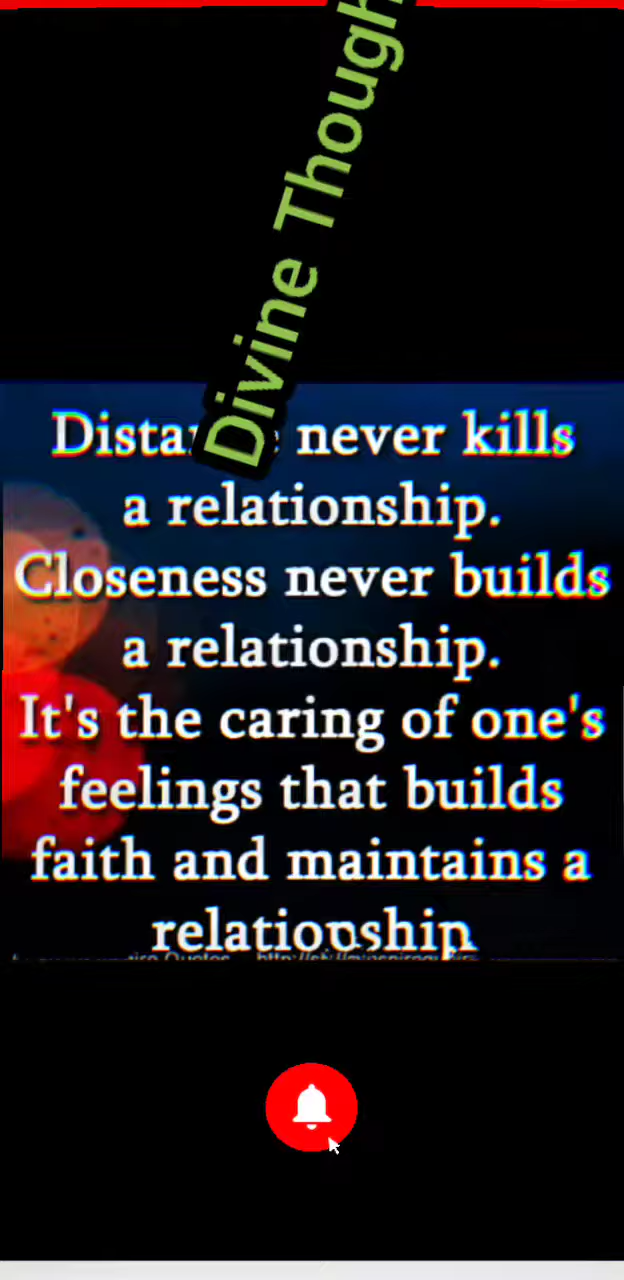 Divine Though
Dista never kills
a relationship.
Closeness never builds
a relationship.
It's the caring of one's
feelings that builds
faith and maintains a
relationship